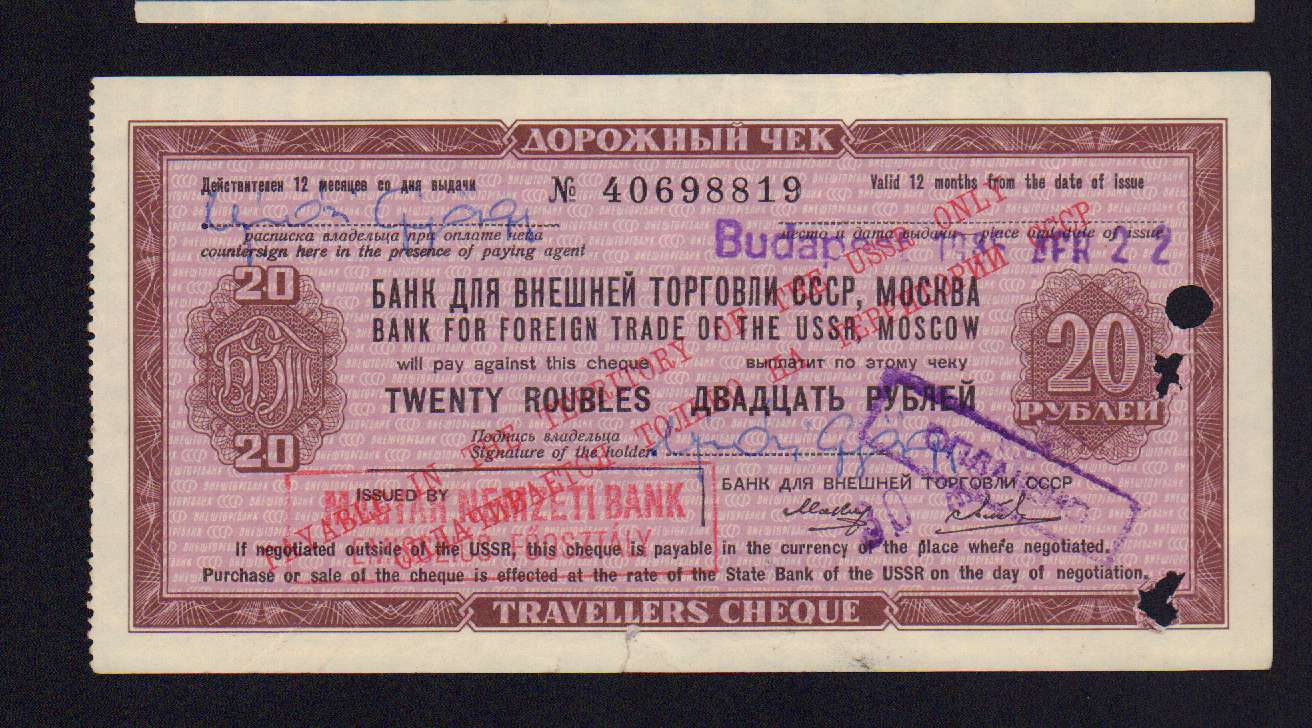 ДОРОЖНЫЙ ЧЕК
Действителен 12 месяцев со дня выдачи
№ 40698819
Valid 12 months from the date of issue
расписка владельца при оплате чека
countersign here in the presence of paying agent
место и дата выдачи—place and date of issue
Budapest 198 APR 22
20
БАНК ДЛЯ ВНЕШНЕЙ ТОРГОВЛИ СССР, МОСКВА
BANK FOR FOREIGN TRADE OF THE USSR, MOSCOW
will pay against this cheque выплатит по этому чеку
TWENTY ROUBLES ДВАДЦАТЬ РУБЛЕЙ
БВТ
20
20
РУБЛЕЙ
Подпись владельца
Signature of the holder
PAYABLE IN THE TERRITORY OF THE USSR ONLY
ОПЛАЧИВАЕТСЯ ТОЛЬКО НА ТЕРРИТОРИИ СССР
ISSUED BY
MAGYAR NEMZETI BANK
БАНК ДЛЯ ВНЕШНЕЙ ТОРГОВЛИ СССР
If negotiated outside of the USSR, this cheque is payable in the currency of the place where negotiated.
Purchase or sale of the cheque is effected at the rate of the State Bank of the USSR on the day of negotiation.
TRAVELLERS CHEQUE